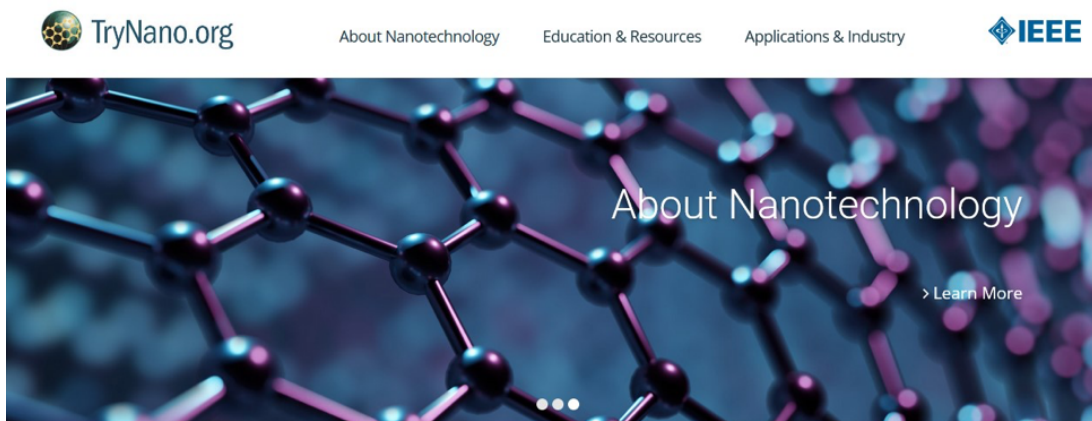 TryNano.org
About Nanotechnology
Education & Resources
Applications & Industry
IEEE
About Nanotechnology
> Learn More